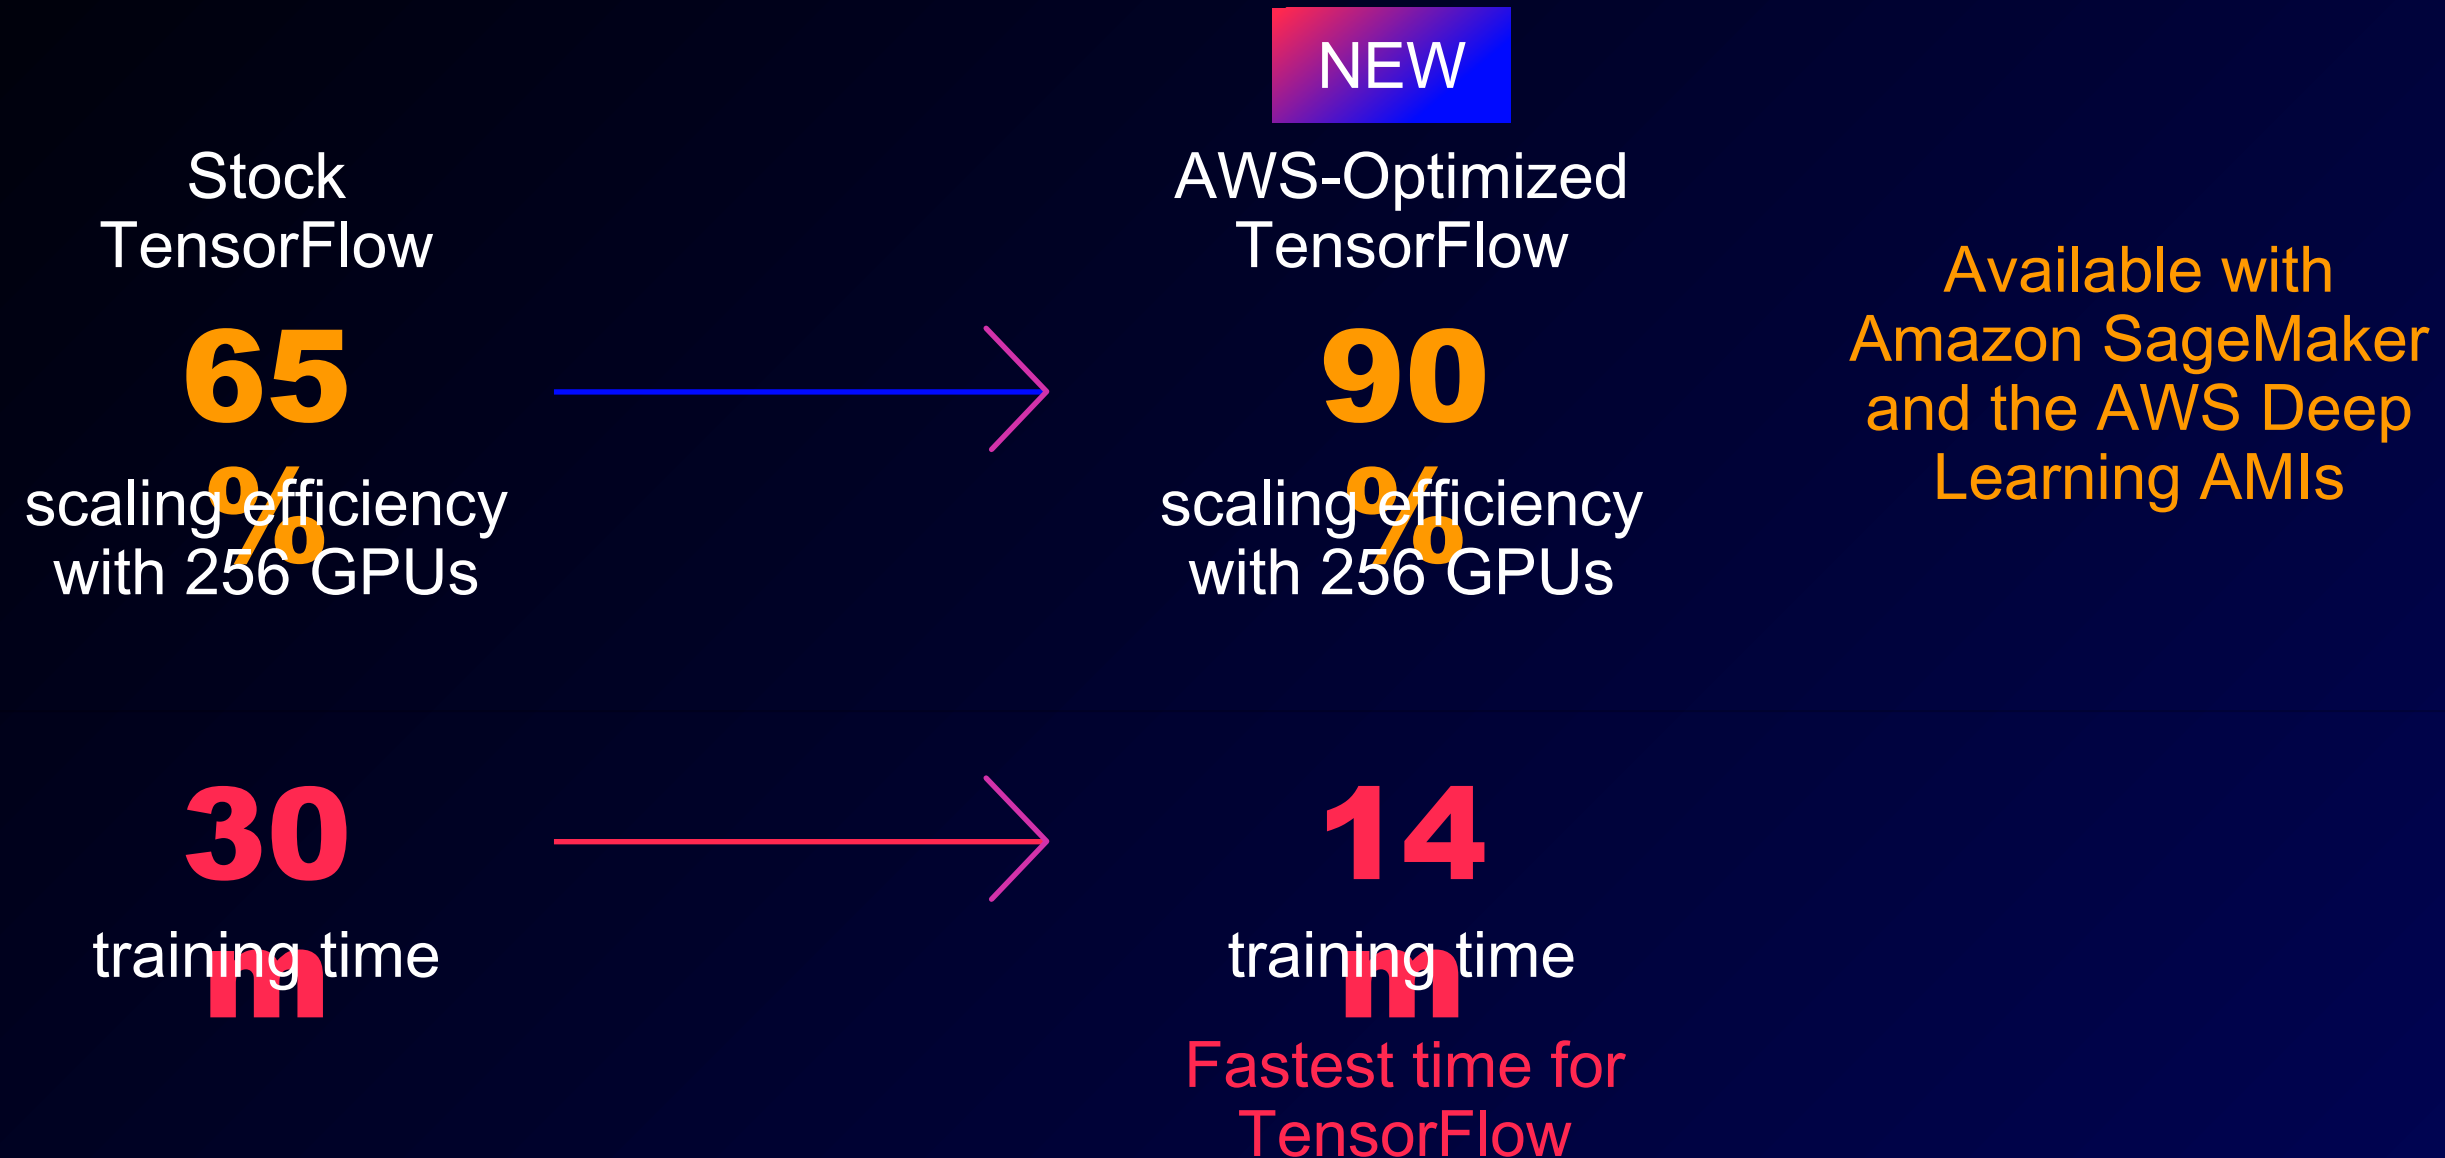 NEW
Stock
TensorFlow
65
%
scaling efficiency
with 256 GPUs
AWS-Optimized
TensorFlow
90
%
scaling efficiency
with 256 GPUs
Available with
Amazon SageMaker
and the AWS Deep
Learning AMIs
30
m
training time
14
m
training time
Fastest time for
TensorFlow